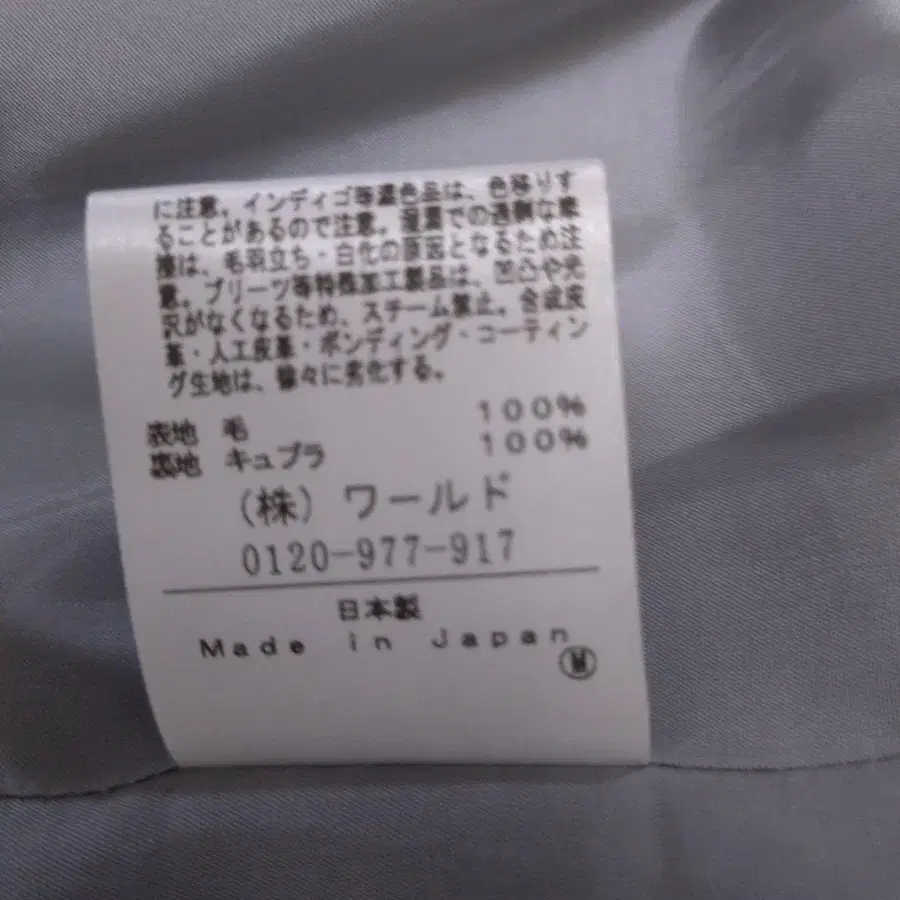 に注意。インディゴ等濃色品は、色移りす
ることがあるので注意。湿潤での過剰な摩
擦は、毛羽立ち・白化の原因となるため注
意。プリーツ等特殊加工製品は、凹凸や光
沢がなくなるため、スチーム禁止。合成皮
革・人工皮革・ボンディング・コーティン
グ生地は、徐々に劣化する。
表地 毛 100%
裏地 キュプラ 100%
(株) ワールド
0120-977-917
日本製
Made in Japan
W